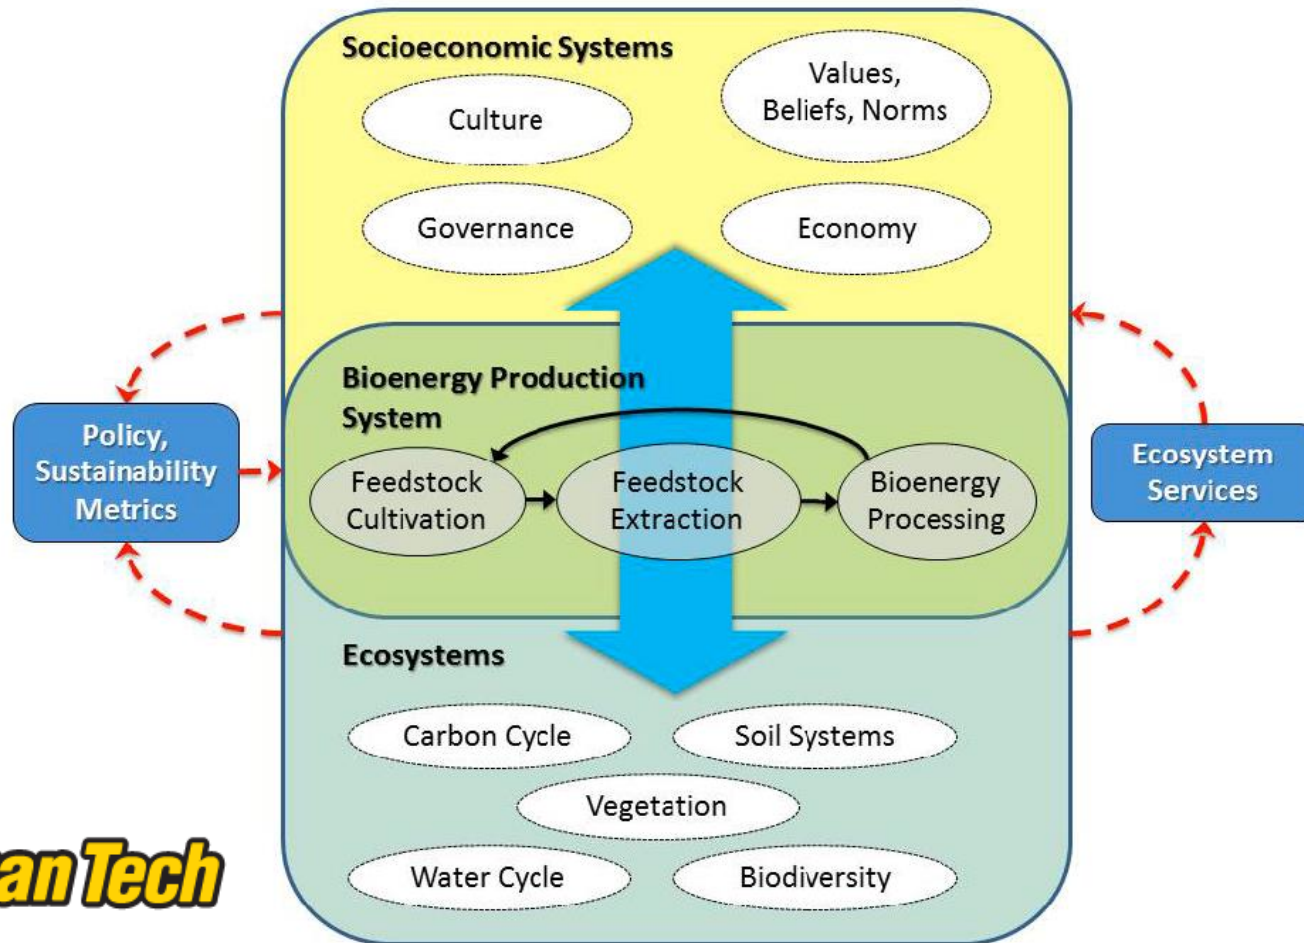 Socioeconomic Systems
Culture
Values,
Beliefs, Norms
Governance
Economy
Bioenergy Production
System
Policy,
Sustainability
Metrics
Feedstock
Cultivation
Feedstock
Extraction
Bioenergy
Processing
Ecosystem
Services
Ecosystems
Carbon Cycle
Soil Systems
Vegetation
Water Cycle
Biodiversity
Tech